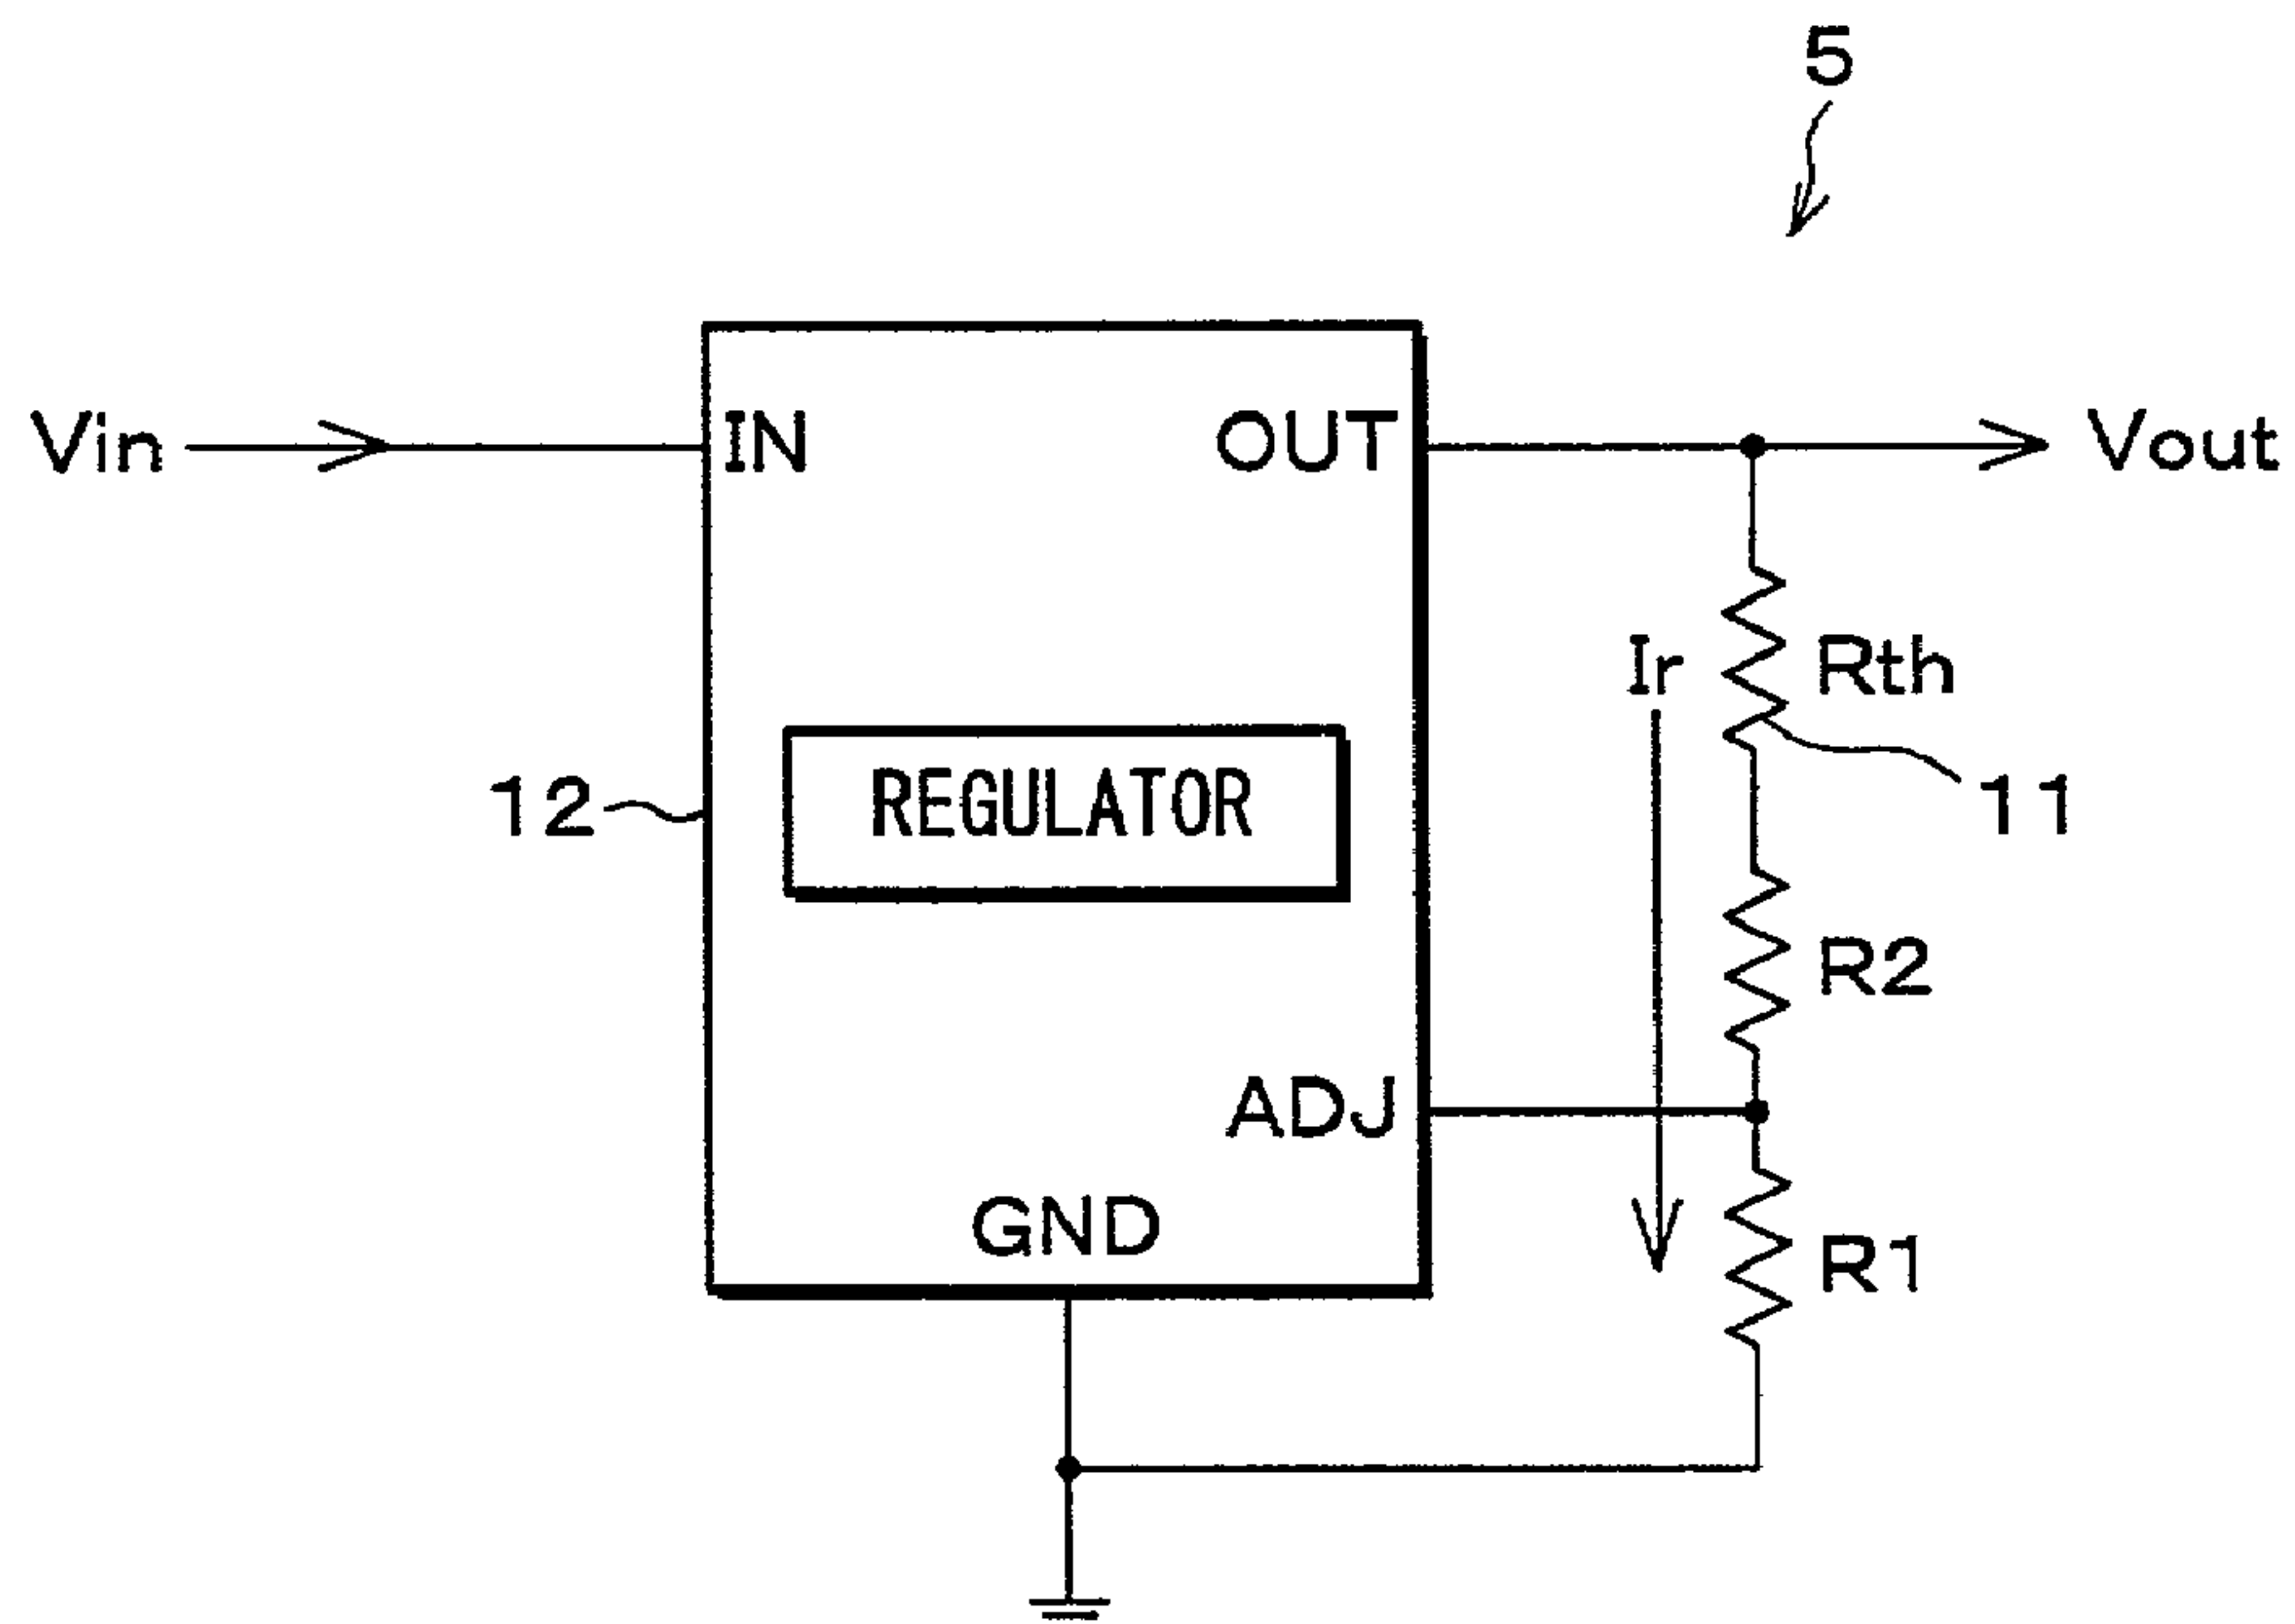 5
Vin
IN
OUT
Vout
Ir
Rth
12
REGULATOR
11
R2
ADJ
GND
R1